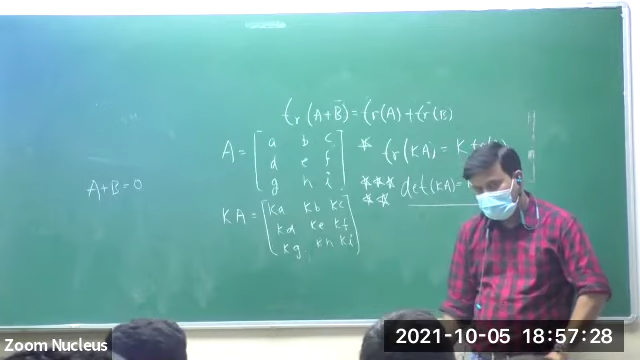 tr(A+B) = tr(A) + tr(B)
A = [a b c
d e f
g h i]
* tr(KA) = K
*** det(KA) =
**
A+B=0
KA = [Ka Kb Kc
Kd Ke Kf
Kg Kh Ki]
Zoom Nucleus
2021-10-05 18:57:28